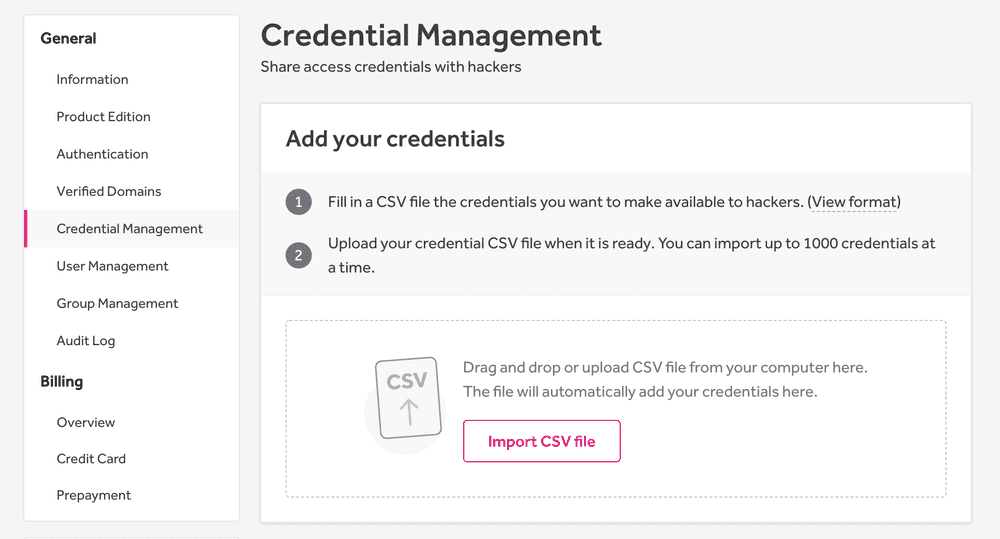 General
Information
Product Edition
Authentication
Verified Domains
Credential Management
User Management
Group Management
Audit Log
Billing
Overview
Credit Card
Prepayment
Credential Management
Share access credentials with hackers
Add your credentials
1 Fill in a CSV file the credentials you want to make available to hackers. (View format)
2 Upload your credential CSV file when it is ready. You can import up to 1000 credentials at
a time.
CSV
Drag and drop or upload CSV file from your computer here.
The file will automatically add your credentials here.
Import CSV file